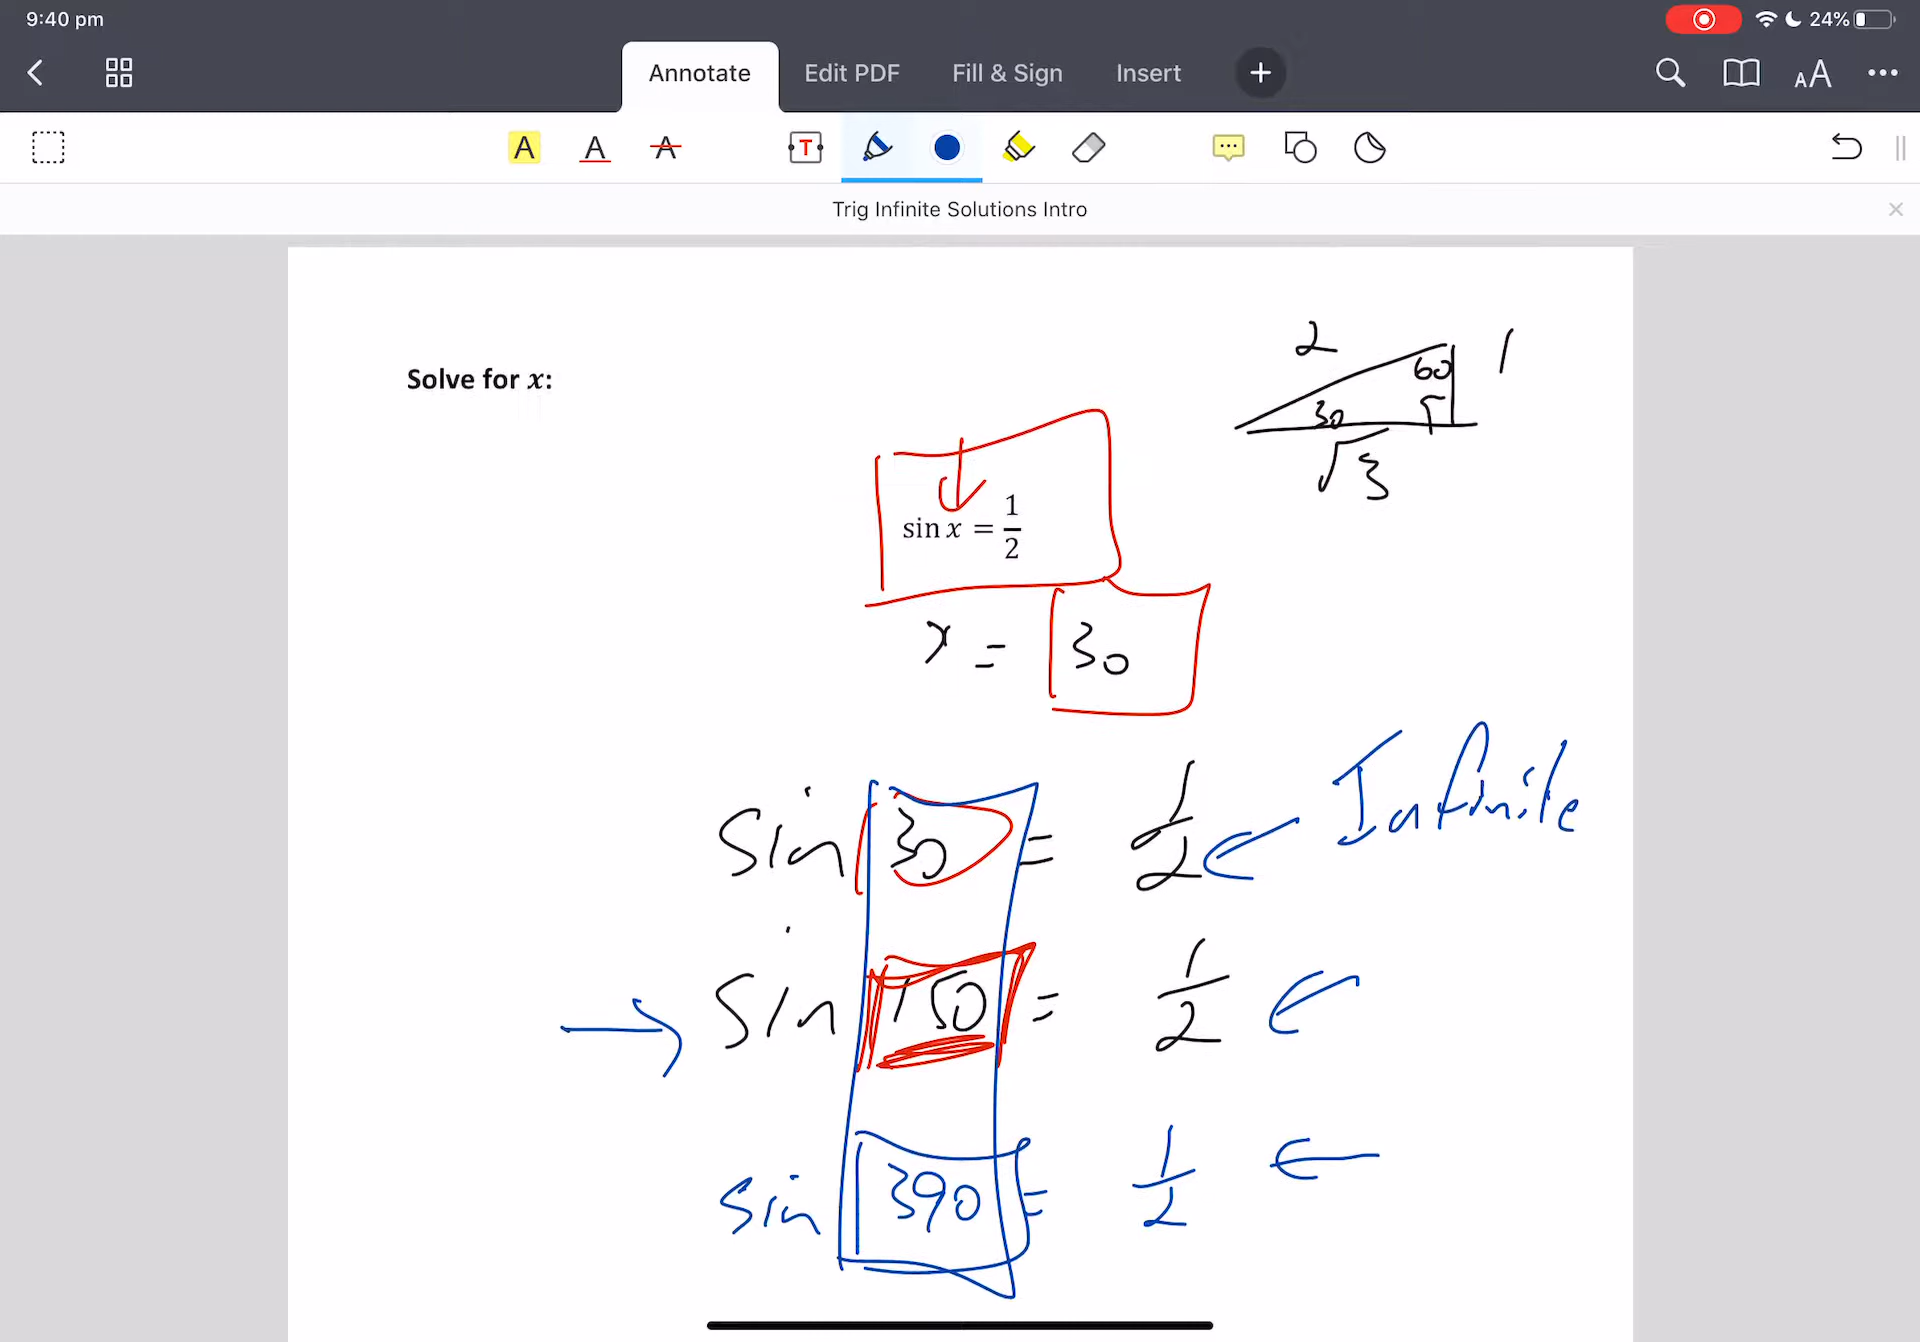 9:40 pm
24%
Annotate
Edit PDF
Fill & Sign
Insert
+
AA
A
A
A
T
Trig Infinite Solutions Intro
Solve for x:
2
60
1
30
√3
sin x = 1/2
x = 30
sin 30 = 1/2
Infinite
sin 150 = 1/2
sin 390 = 1/2